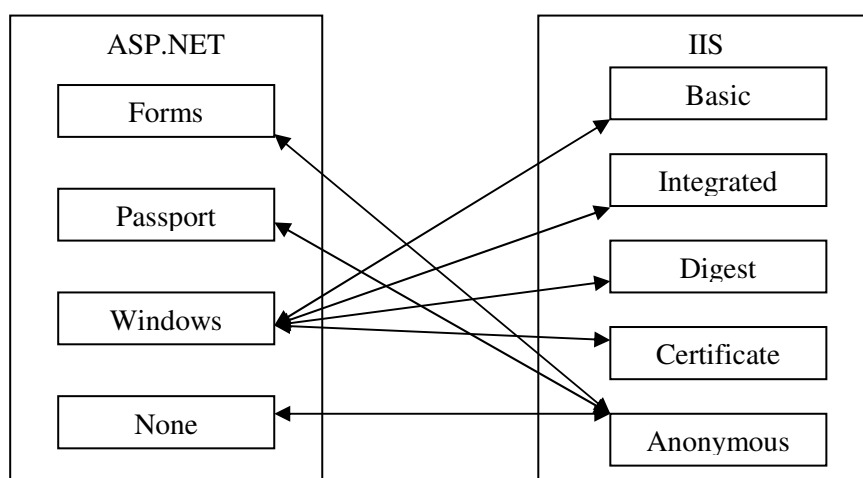 ASP.NET
Forms
Passport
Windows
None
IIS
Basic
Integrated
Digest
Certificate
Anonymous